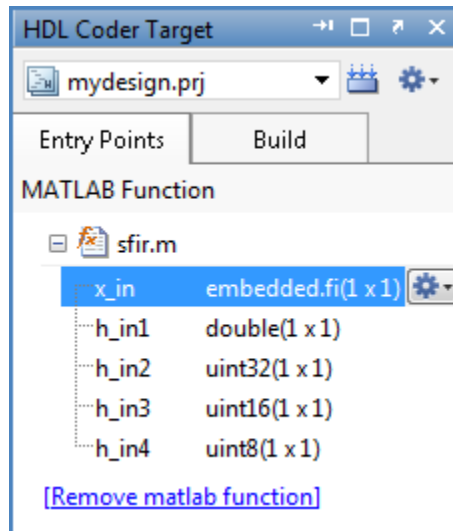 HDL Coder Target
mydesign.prj
Entry Points Build
MATLAB Function
sfir.m
x_in embedded.fi(1 x 1)
h_in1 double(1 x 1)
h_in2 uint32(1 x 1)
h_in3 uint16(1 x 1)
h_in4 uint8(1 x 1)
[Remove matlab function]